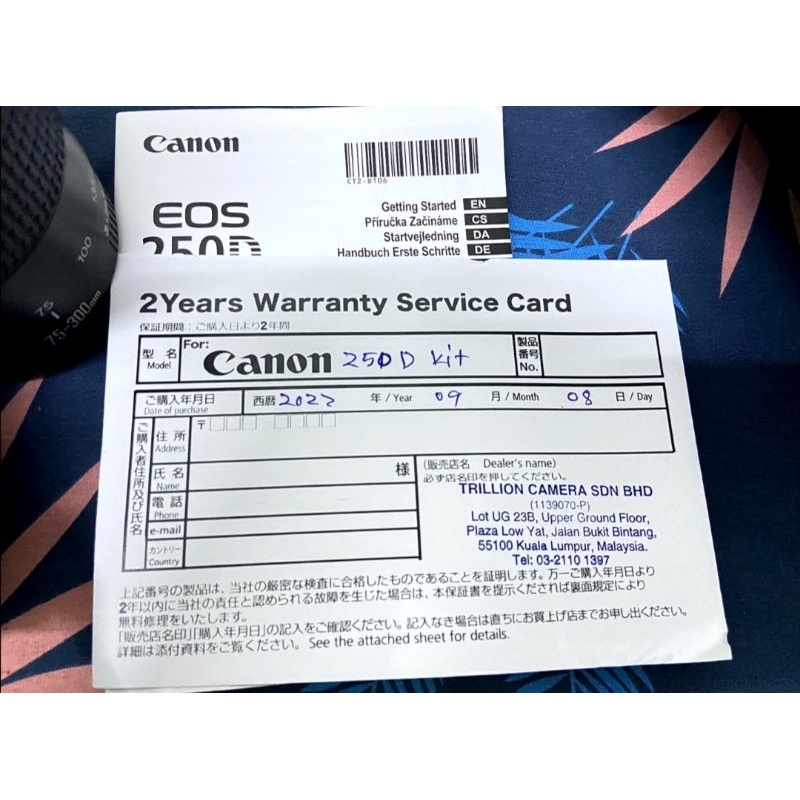 Canon
CT2-B106
EOS
250D
Getting Started EN
Příručka Začínáme CS
Startvejledning DA
Handbuch Erste Schritte DE
100
75
75-300mm
2Years Warranty Service Card
保証期間：ご購入日より2年間
型 名 Model For: Canon 250D kit 製品番号 No.
ご購入年月日 Date of purchase 西暦 2022 年 / Year 09 月 / Month 08 日 / Day
ご購入者住所及び氏名
住 所 Address 〒
氏 名 Name 様
電 話 Phone
e-mail
カントリー Country
(販売店名 Dealer's name)
必ず店名印を押してください。
TRILLION CAMERA SDN BHD
(1139070-P)
Lot UG 23B, Upper Ground Floor,
Plaza Low Yat, Jalan Bukit Bintang,
55100 Kuala Lumpur, Malaysia.
Tel: 03-2110 1397
上記番号の製品は、当社の厳密な検査に合格したものであることを証明します。万一ご購入年月日より
2年以内に当社の責任と認められる故障を生じた場合は、本保証書を提示くだされば裏面規定により
無料修理をいたします。
「販売店名印」「購入年月日」の記入をご確認ください。記入なき場合は直ちにお買上げ店までお申し出ください。
詳細は添付資料をご覧ください。 See the attached sheet for details.